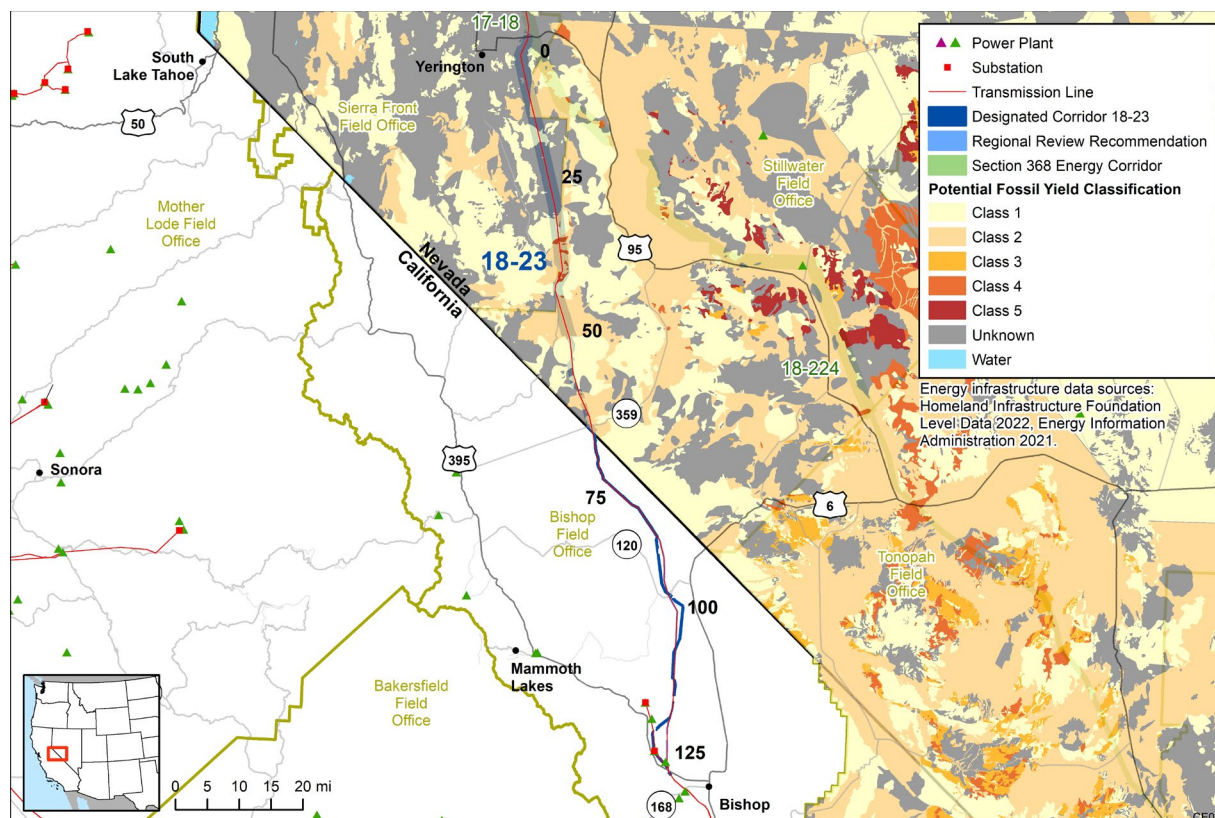 17-18
0
South
Lake Tahoe
Yerington
50
Sierra Front
Field Office
25
Stillwater
Field
Office
Mother
Lode Field
Office
95
18-23
Nevada
California
50
18-224
359
Sonora
395
75
6
Bishop
Field
Office
120
Tonopah
Field
Office
100
Mammoth
Lakes
Bakersfield
Field
Office
125
168
Bishop
0 5 10 15 20 mi
Power Plant
Substation
Transmission Line
Designated Corridor 18-23
Regional Review Recommendation
Section 368 Energy Corridor
Potential Fossil Yield Classification
Class 1
Class 2
Class 3
Class 4
Class 5
Unknown
Water
Energy infrastructure data sources:
Homeland Infrastructure Foundation
Level Data 2022, Energy Information
Administration 2021.